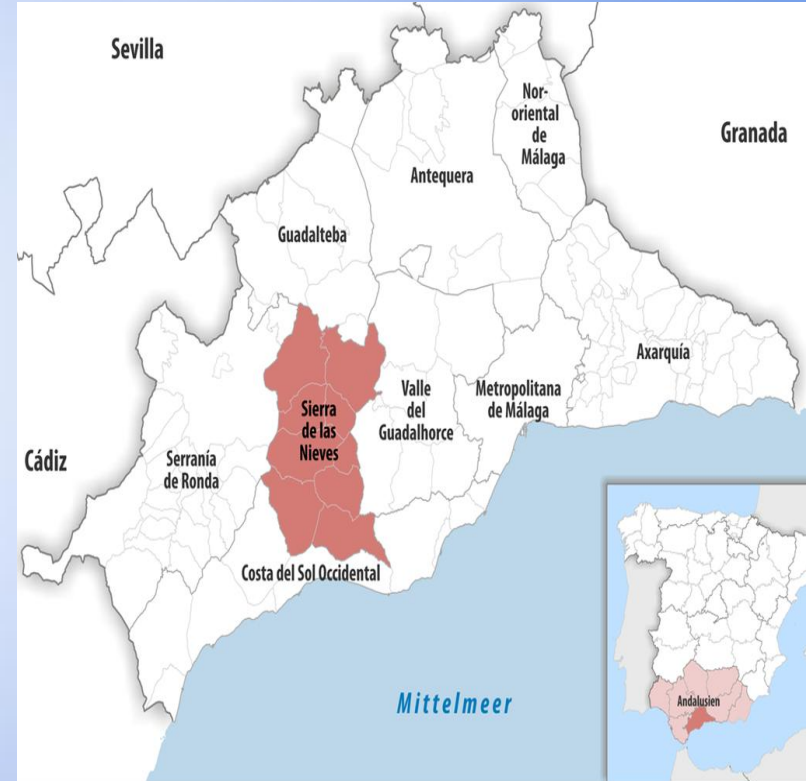 Sevilla
Nor-
oriental
de
Málaga
Granada
Antequera
Guadalteba
Axarquía
Valle
del
Guadalhorce
Metropolitana
de Málaga
Sierra
de las
Nieves
Cádiz
Serranía
de Ronda
Costa del Sol Occidental
Mittelmeer
Andalusien